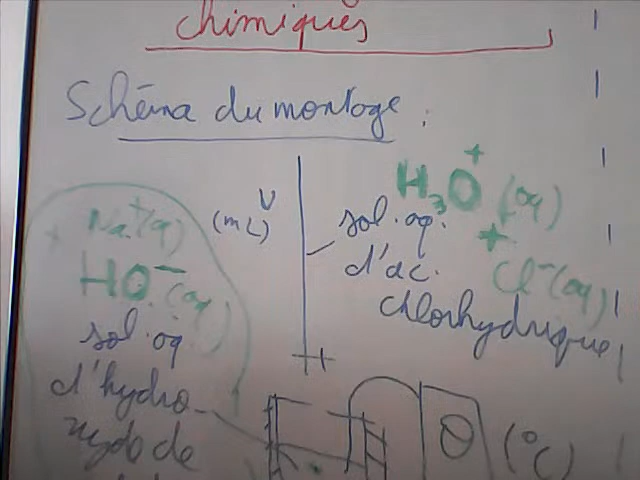 chimiques
Schéma du montage :
Na⁺(aq)
HO⁻(aq)
sol. aq
d'hydro
xyde de
V
(mL)
H₃O⁺(aq)
+
Cl⁻(aq)
sol. aq.
d'ac.
chlorhydrique
θ (°C)